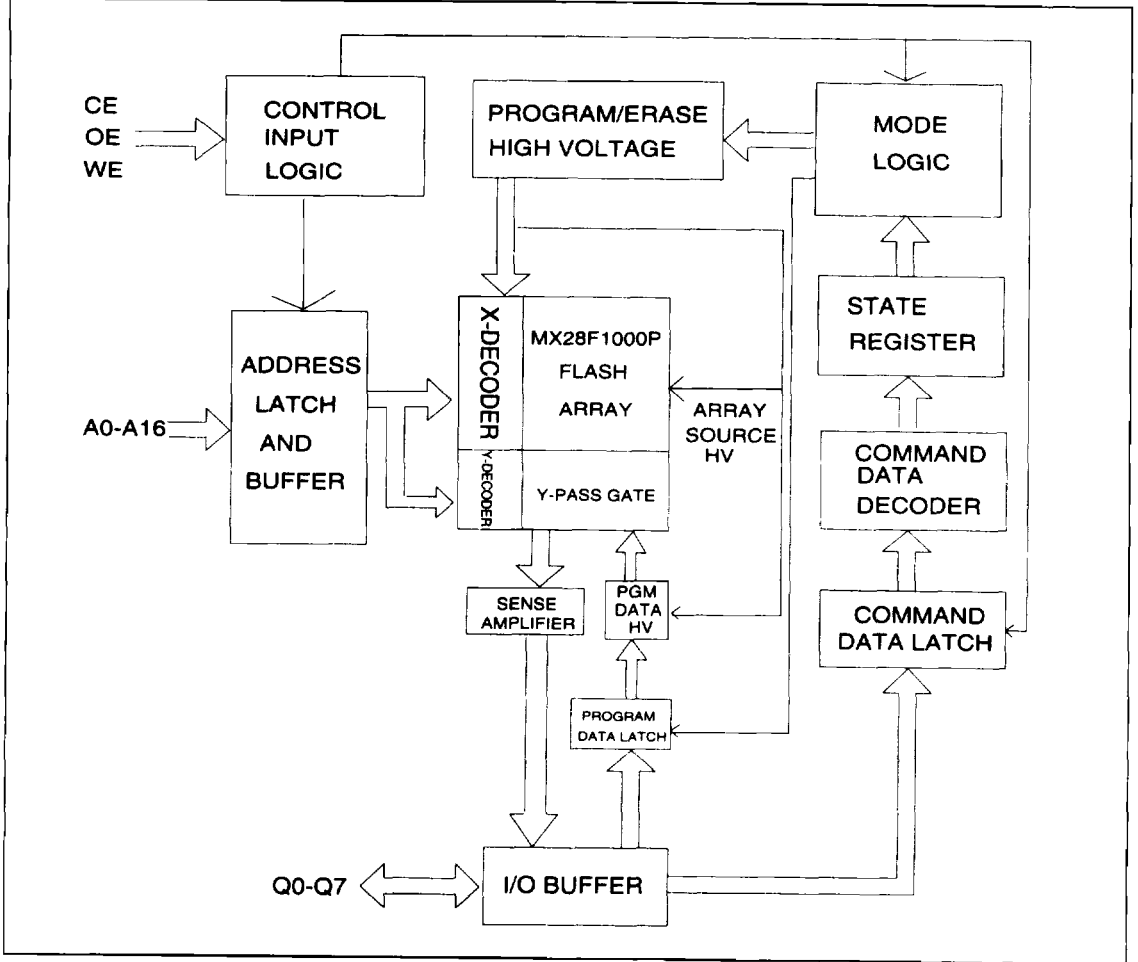 CE
OE
WE
CONTROL
INPUT
LOGIC
PROGRAM/ERASE
HIGH VOLTAGE
MODE
LOGIC
STATE
REGISTER
A0-A16
ADDRESS
LATCH
AND
BUFFER
X-DECODER
MX28F1000P
FLASH
ARRAY
ARRAY
SOURCE
HV
Y-DECODER
Y-PASS GATE
COMMAND
DATA
DECODER
SENSE
AMPLIFIER
PGM
DATA
HV
COMMAND
DATA LATCH
PROGRAM
DATA LATCH
Q0-Q7
I/O BUFFER